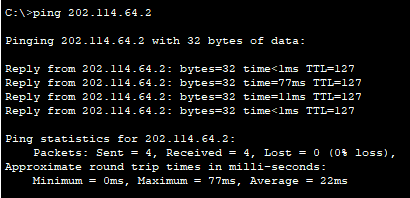 C:\>ping 202.114.64.2
Pinging 202.114.64.2 with 32 bytes of data:
Reply from 202.114.64.2: bytes=32 time<1ms TTL=127
Reply from 202.114.64.2: bytes=32 time=77ms TTL=127
Reply from 202.114.64.2: bytes=32 time=11ms TTL=127
Reply from 202.114.64.2: bytes=32 time<1ms TTL=127
Ping statistics for 202.114.64.2:
    Packets: Sent = 4, Received = 4, Lost = 0 (0% loss),
Approximate round trip times in milli-seconds:
    Minimum = 0ms, Maximum = 77ms, Average = 22ms